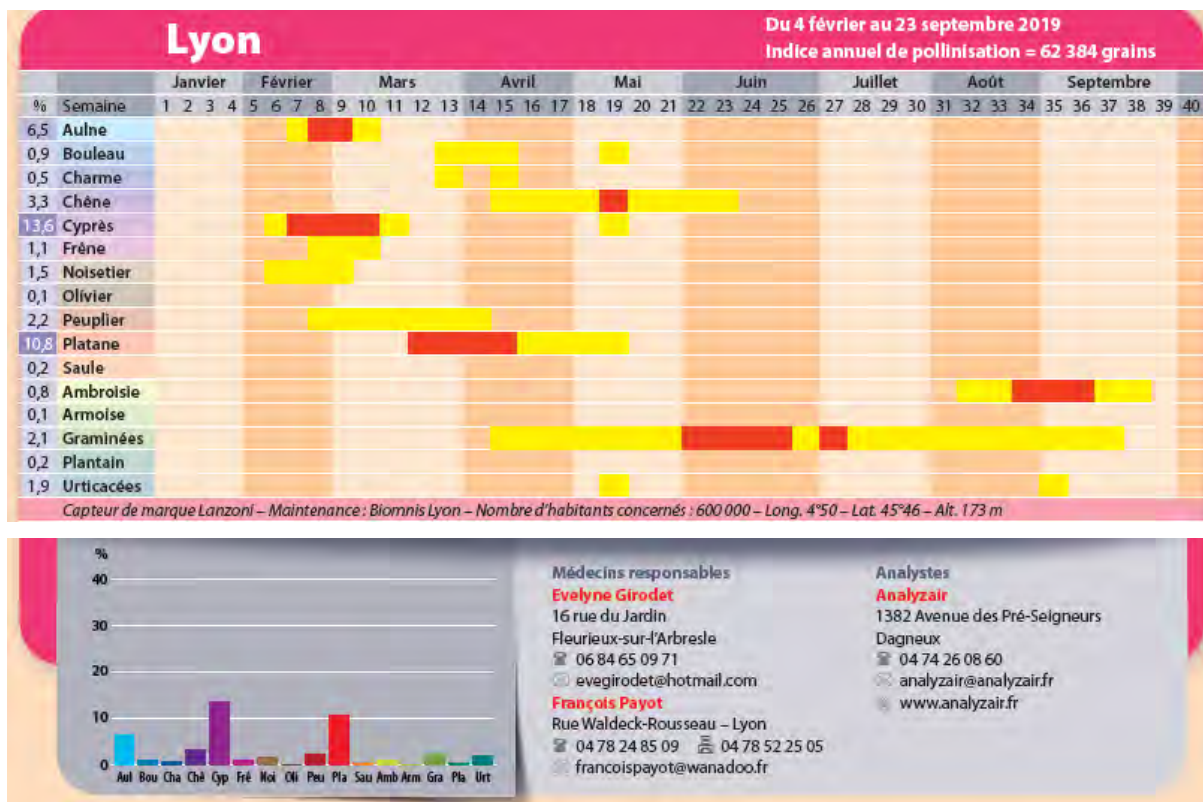 Lyon
Du 4 février au 23 septembre 2019
Indice annuel de pollinisation = 62 384 grains
Janvier Février Mars Avril Mai Juin Juillet Août Septembre
% Semaine 1 2 3 4 5 6 7 8 9 10 11 12 13 14 15 16 17 18 19 20 21 22 23 24 25 26 27 28 29 30 31 32 33 34 35 36 37 38 39 40
6,5 Aulne
0,9 Bouleau
0,5 Charme
3,3 Chêne
13,6 Cyprès
1,1 Frêne
1,5 Noisetier
0,1 Olivier
2,2 Peuplier
10,8 Platane
0,2 Saule
0,8 Ambroisie
0,1 Armoise
2,1 Graminées
0,2 Plantain
1,9 Urticacées
Capteur de marque Lanzoni – Maintenance : Biomnis Lyon – Nombre d'habitants concernés : 600 000 – Long. 4°50 – Lat. 45°46 – Alt. 173 m
%
40
30
20
10
0
Aul Bou Cha Chê Cyp Frê Noi Oli Peu Pla Sau Amb Arm Gra Pla Urt
Médecins responsables
Evelyne Girodet
16 rue du Jardin
Fleurieux-sur-l'Arbresle
06 84 65 09 71
evegirodet@hotmail.com
François Payot
Rue Waldeck-Rousseau – Lyon
04 78 24 85 09 04 78 52 25 05
francoispayot@wanadoo.fr
Analystes
Analyzair
1382 Avenue des Pré-Seigneurs
Dagneux
04 74 26 08 60
analyzair@analyzair.fr
www.analyzair.fr